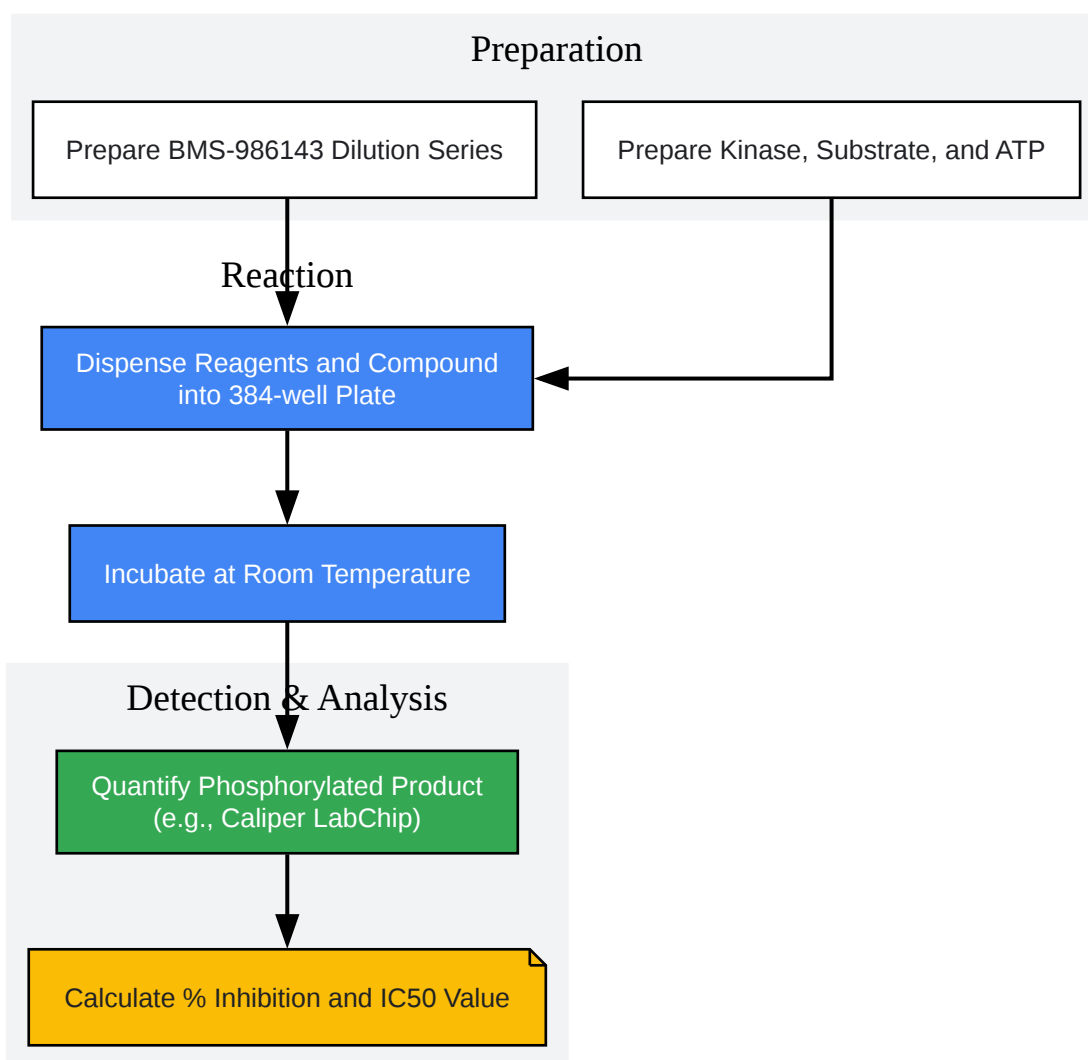 Preparation
Prepare BMS-986143 Dilution Series
Prepare Kinase, Substrate, and ATP
Reaction
Dispense Reagents and Compound
into 384-well Plate
Incubate at Room Temperature
Detection & Analysis
Quantify Phosphorylated Product
(e.g., Caliper LabChip)
Calculate % Inhibition and IC50 Value